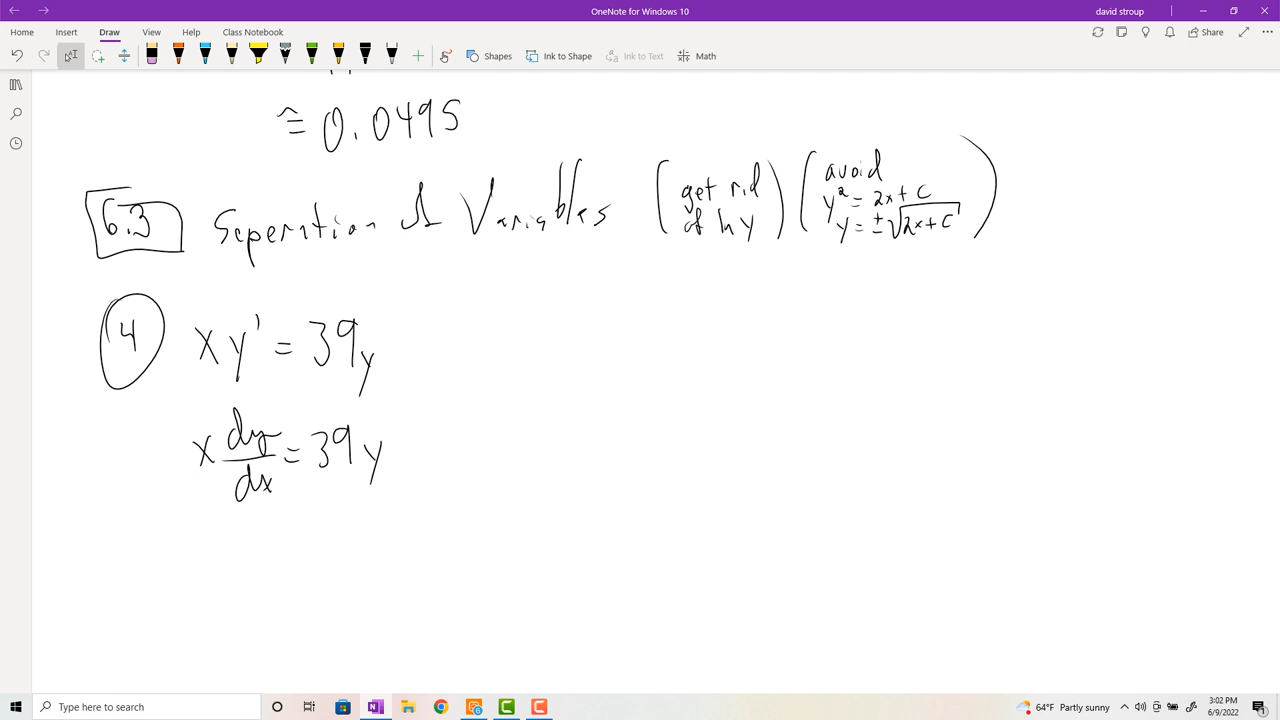 OneNote for Windows 10
david stroup
Home Insert Draw View Help Class Notebook
Share
Shapes Ink to Shape Ink to Text Math
≈ 0.0495
6.3 Seperation of Variables (get rid of ln y) (avoid
y² = 2x + C
y = ± √2x + C)
4 x y' = 39y
x dy/dx = 39y
Type here to search
64°F Partly sunny
3:02 PM
6/9/2022